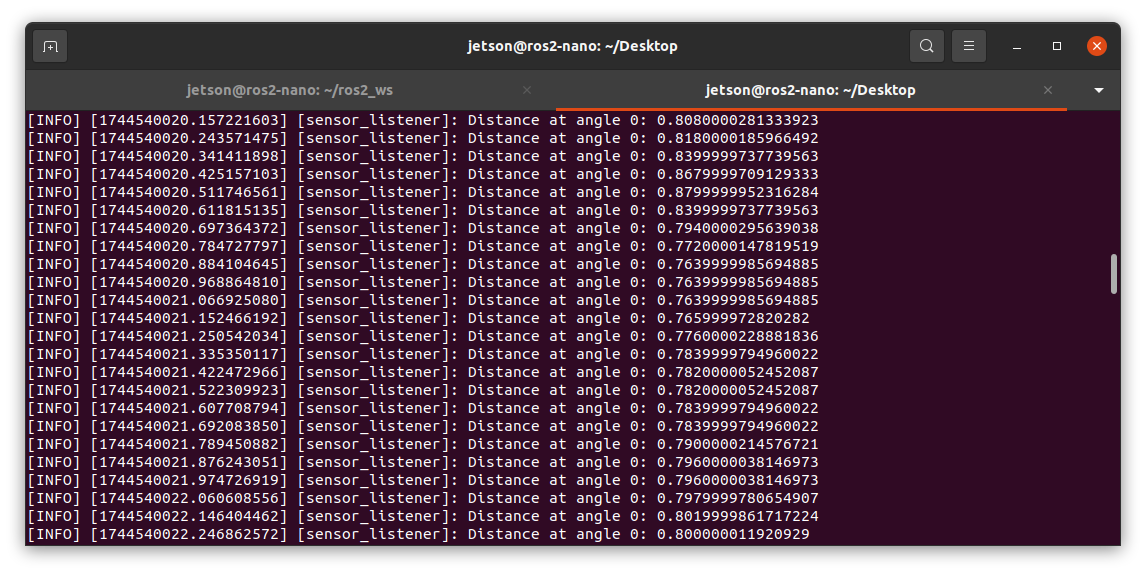 jetson@ros2-nano: ~/Desktop
jetson@ros2-nano: ~/ros2_ws
jetson@ros2-nano: ~/Desktop
[INFO] [1744540020.157221603] [sensor_listener]: Distance at angle 0: 0.8080000281333923
[INFO] [1744540020.243571475] [sensor_listener]: Distance at angle 0: 0.8180000185966492
[INFO] [1744540020.341411898] [sensor_listener]: Distance at angle 0: 0.8399999737739563
[INFO] [1744540020.425157103] [sensor_listener]: Distance at angle 0: 0.8679999709129333
[INFO] [1744540020.511746561] [sensor_listener]: Distance at angle 0: 0.8799999952316284
[INFO] [1744540020.611815135] [sensor_listener]: Distance at angle 0: 0.8399999737739563
[INFO] [1744540020.697364372] [sensor_listener]: Distance at angle 0: 0.7940000295639038
[INFO] [1744540020.784727797] [sensor_listener]: Distance at angle 0: 0.7720000147819519
[INFO] [1744540020.884104645] [sensor_listener]: Distance at angle 0: 0.7639999985694885
[INFO] [1744540020.968864810] [sensor_listener]: Distance at angle 0: 0.7639999985694885
[INFO] [1744540021.066925080] [sensor_listener]: Distance at angle 0: 0.7639999985694885
[INFO] [1744540021.152466192] [sensor_listener]: Distance at angle 0: 0.765999972820282
[INFO] [1744540021.250542034] [sensor_listener]: Distance at angle 0: 0.7760000228881836
[INFO] [1744540021.335350117] [sensor_listener]: Distance at angle 0: 0.7839999794960022
[INFO] [1744540021.422472966] [sensor_listener]: Distance at angle 0: 0.7820000052452087
[INFO] [1744540021.522309923] [sensor_listener]: Distance at angle 0: 0.7820000052452087
[INFO] [1744540021.607708794] [sensor_listener]: Distance at angle 0: 0.7839999794960022
[INFO] [1744540021.692083850] [sensor_listener]: Distance at angle 0: 0.7839999794960022
[INFO] [1744540021.789450882] [sensor_listener]: Distance at angle 0: 0.7900000214576721
[INFO] [1744540021.876243051] [sensor_listener]: Distance at angle 0: 0.7960000038146973
[INFO] [1744540021.974726919] [sensor_listener]: Distance at angle 0: 0.7960000038146973
[INFO] [1744540022.060608556] [sensor_listener]: Distance at angle 0: 0.7979999780654907
[INFO] [1744540022.146404462] [sensor_listener]: Distance at angle 0: 0.8019999861717224
[INFO] [1744540022.246862572] [sensor_listener]: Distance at angle 0: 0.800000011920929